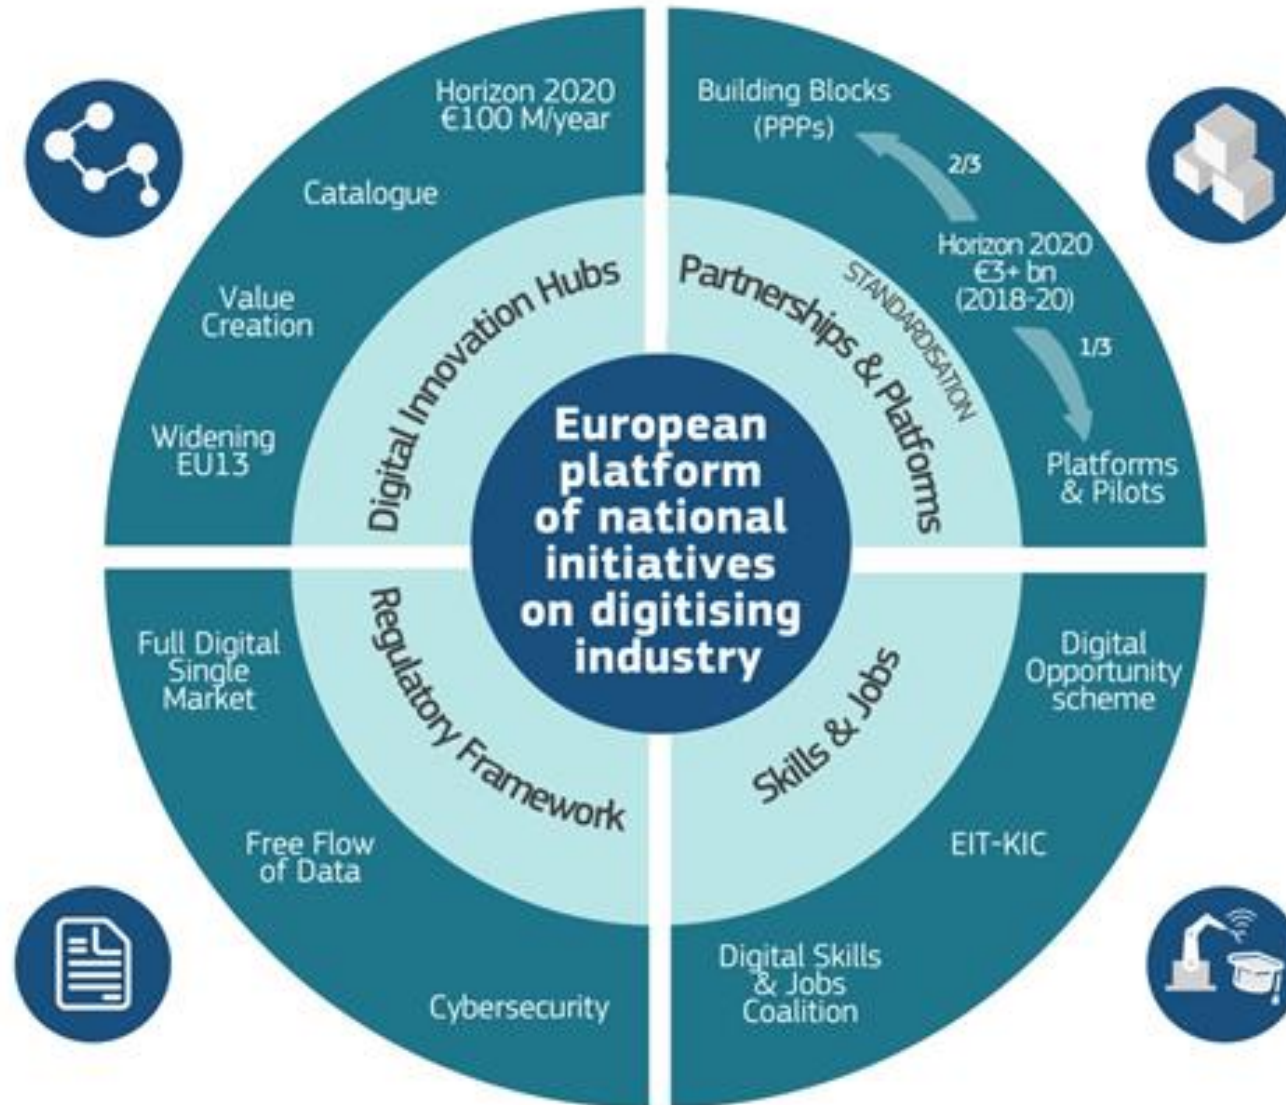 Horizon 2020
€100 M/year
Catalogue
Value
Creation
Widening
EU13
Digital Innovation Hubs
Building Blocks
(PPPs)
2/3
Horizon 2020
€3+ bn
(2018-20)
1/3
Platforms
& Pilots
STANDARDISATION
Partnerships & Platforms
European
platform
of national
initiatives
on digitising
industry
Full Digital
Single
Market
Free Flow
of Data
Cybersecurity
Regulatory Framework
Skills & Jobs
Digital
Opportunity
scheme
EIT-KIC
Digital Skills
& Jobs
Coalition